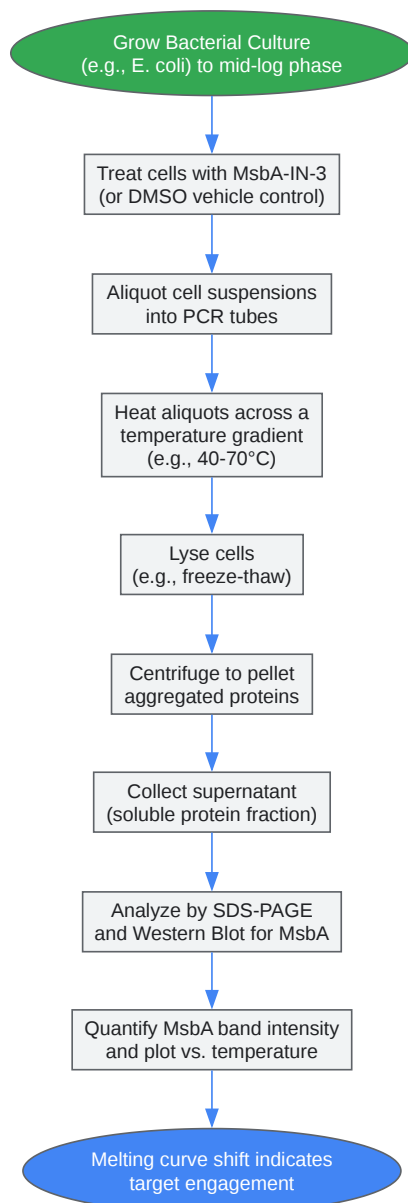 Grow Bacterial Culture
(e.g., E. coli) to mid-log phase
Treat cells with MsbA-IN-3
(or DMSO vehicle control)
Aliquot cell suspensions
into PCR tubes
Heat aliquots across a
temperature gradient
(e.g., 40-70°C)
Lyse cells
(e.g., freeze-thaw)
Centrifuge to pellet
aggregated proteins
Collect supernatant
(soluble protein fraction)
Analyze by SDS-PAGE
and Western Blot for MsbA
Quantify MsbA band intensity
and plot vs. temperature
Melting curve shift indicates
target engagement